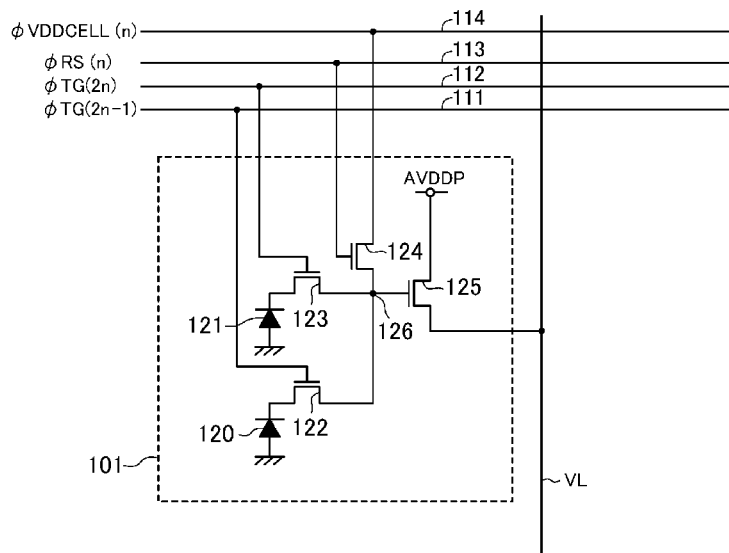 φVDDCELL (n)
114
φRS (n)
113
φTG(2n)
112
φTG(2n-1)
111
AVDDP
124
125
123
121
126
122
120
101
VL